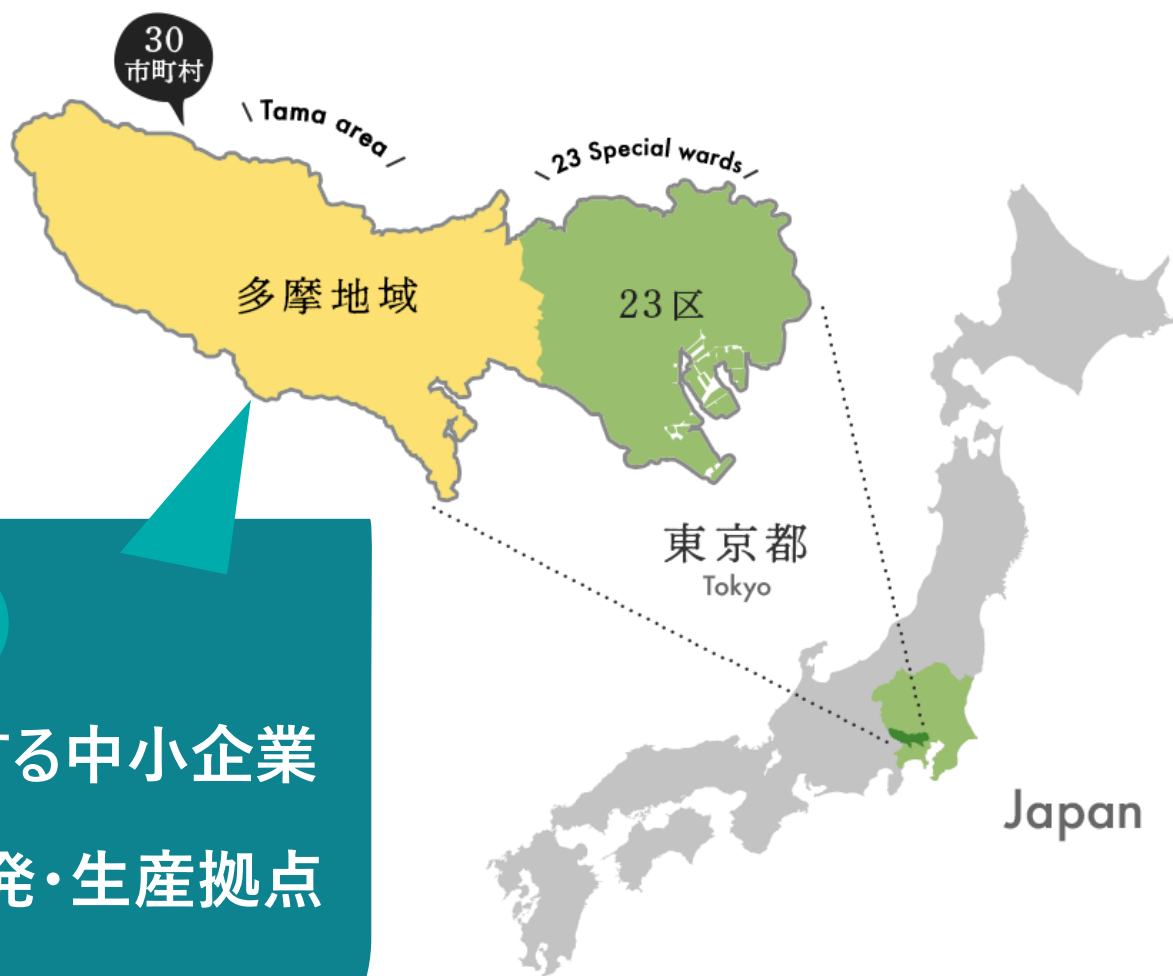 30
市町村
\ Tama area /
\ 23 Special wards /
多摩地域
23区
東京都
Tokyo
Japan
する中小企業
発・生産拠点